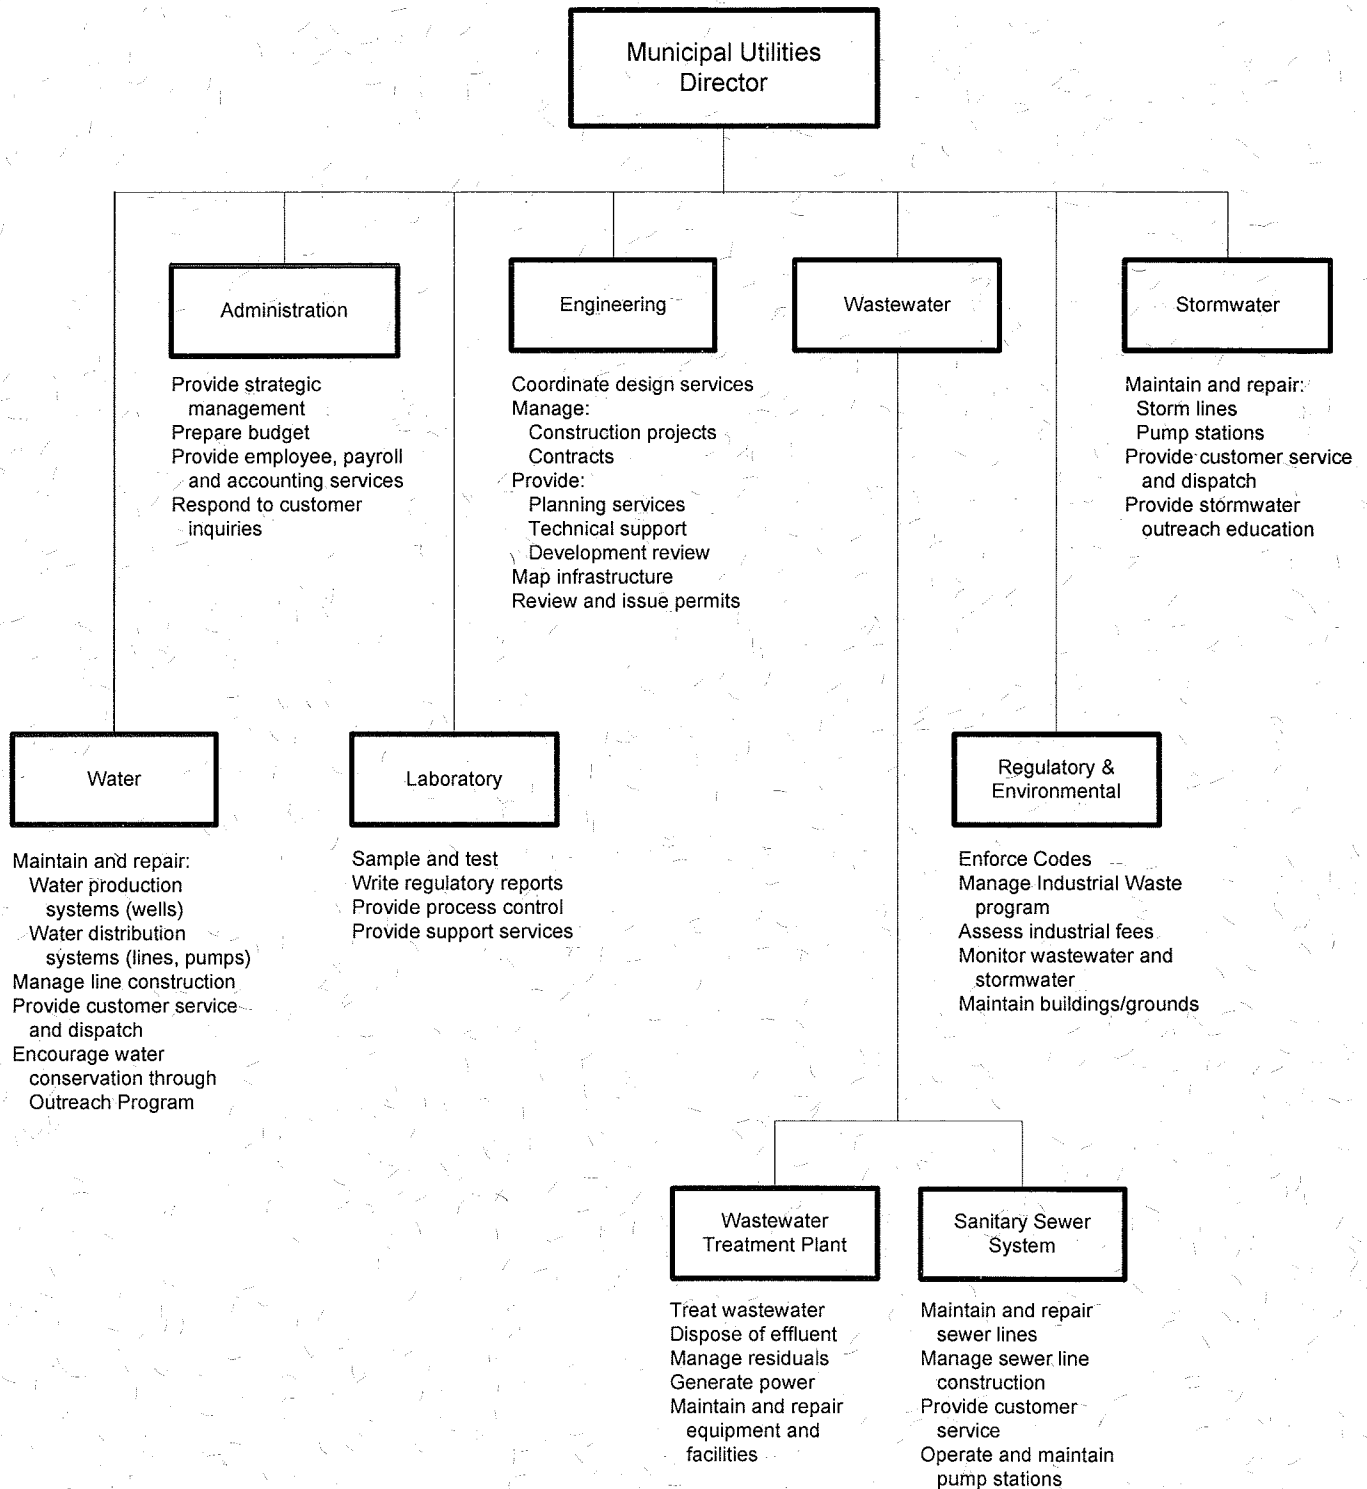 Municipal Utilities
Director
Administration
Provide strategic
management
Prepare budget
Provide employee, payroll
and accounting services
Respond to customer
inquiries
Engineering
Coordinate design services
Manage:
Construction projects
Contracts
Provide:
Planning services
Technical support
Development review
Map infrastructure
Review and issue permits
Wastewater
Stormwater
Maintain and repair:
Storm lines
Pump stations
Provide customer service
and dispatch
Provide stormwater
outreach education
Water
Maintain and repair:
Water production
systems (wells)
Water distribution
systems (lines, pumps)
Manage line construction
Provide customer service
and dispatch
Encourage water
conservation through
Outreach Program
Laboratory
Sample and test
Write regulatory reports
Provide process control
Provide support services
Regulatory &
Environmental
Enforce Codes
Manage Industrial Waste
program
Assess industrial fees
Monitor wastewater and
stormwater
Maintain buildings/grounds
Wastewater
Treatment Plant
Treat wastewater
Dispose of effluent
Manage residuals
Generate power
Maintain and repair
equipment and
facilities
Sanitary Sewer
System
Maintain and repair
sewer lines
Manage sewer line
construction
Provide customer
service
Operate and maintain
pump stations